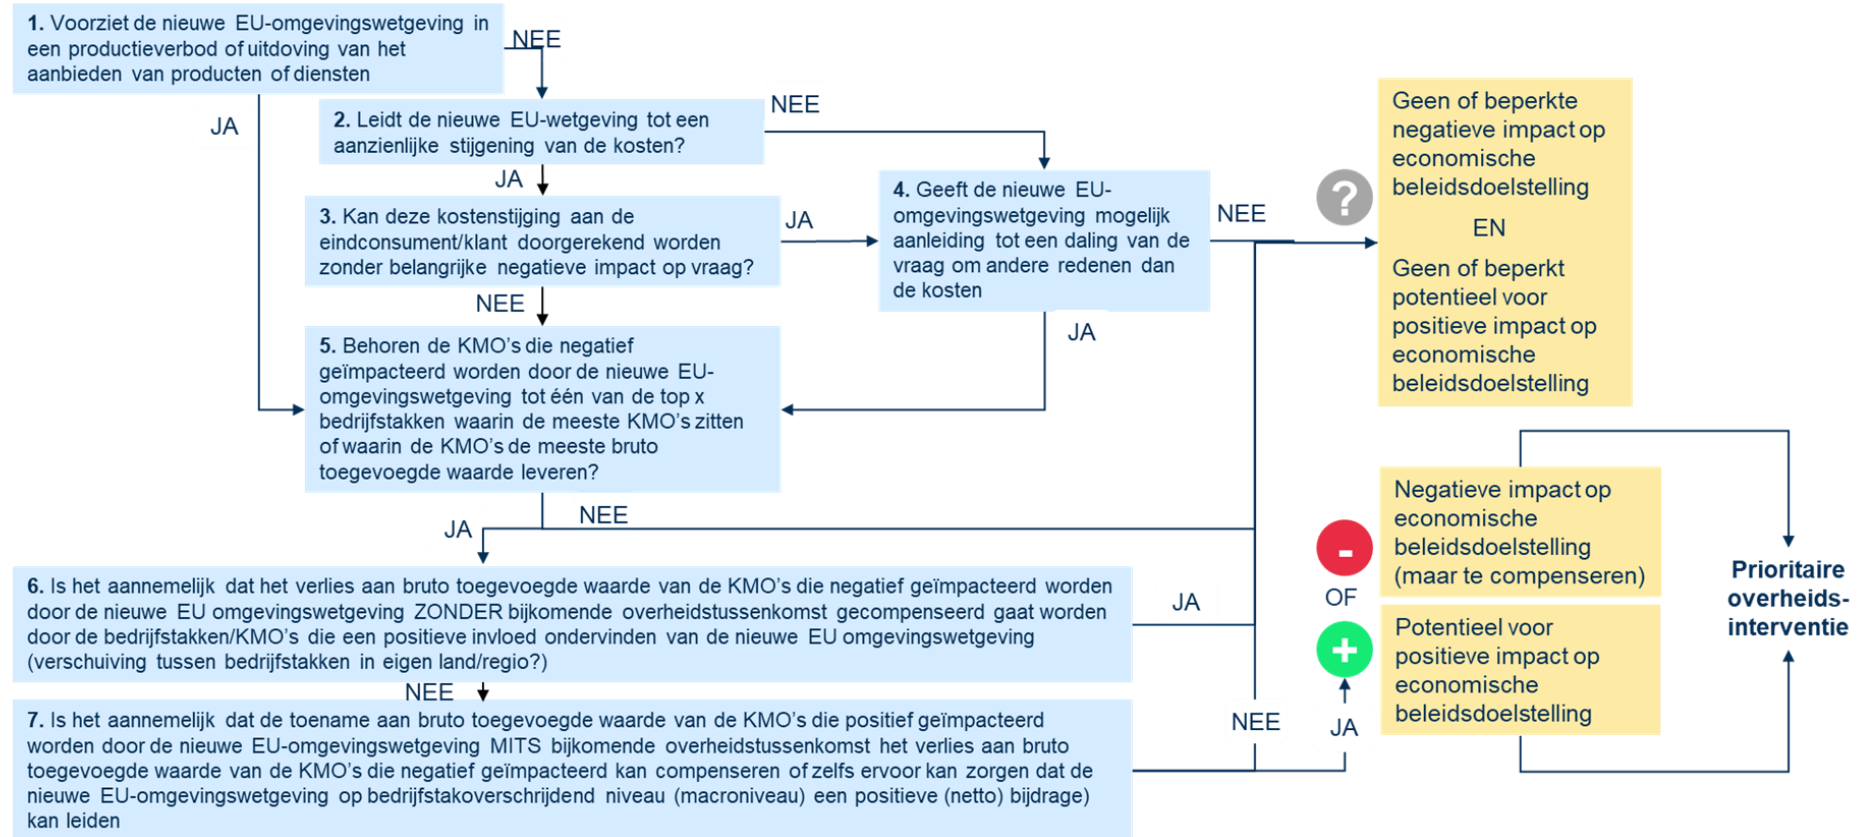 1. Voorziet de nieuwe EU-omgevingswetgeving in
een productieverbod of uitdoving van het
aanbieden van producten of diensten
NEE
JA
2. Leidt de nieuwe EU-wetgeving tot een
aanzienlijke stijgening van de kosten?
NEE
JA
3. Kan deze kostenstijging aan de
eindconsument/klant doorgerekend worden
zonder belangrijke negatieve impact op vraag?
JA
NEE
4. Geeft de nieuwe EU-
omgevingswetgeving mogelijk
aanleiding tot een daling van de
vraag om andere redenen dan
de kosten
NEE
JA
5. Behoren de KMO's die negatief
geïmpacteerd worden door de nieuwe EU-
omgevingswetgeving tot één van de top x
bedrijfstakken waarin de meeste KMO's zitten
of waarin de KMO's de meeste bruto
toegevoegde waarde leveren?
NEE
JA
6. Is het aannemelijk dat het verlies aan bruto toegevoegde waarde van de KMO's die negatief geïmpacteerd worden
door de nieuwe EU omgevingswetgeving ZONDER bijkomende overheidstussenkomst gecompenseerd gaat worden
door de bedrijfstakken/KMO's die een positieve invloed ondervinden van de nieuwe EU omgevingswetgeving
(verschuiving tussen bedrijfstakken in eigen land/regio?)
JA
NEE
7. Is het aannemelijk dat de toename aan bruto toegevoegde waarde van de KMO's die positief geïmpacteerd
worden door de nieuwe EU-omgevingswetgeving MITS bijkomende overheidstussenkomst het verlies aan bruto
toegevoegde waarde van de KMO's die negatief geïmpacteerd kan compenseren of zelfs ervoor kan zorgen dat de
nieuwe EU-omgevingswetgeving op bedrijfstakoverschrijdend niveau (macroniveau) een positieve (netto) bijdrage)
kan leiden
NEE
JA
?
Geen of beperkte
negatieve impact op
economische
beleidsdoelstelling
EN
Geen of beperkt
potentieel voor
positieve impact op
economische
beleidsdoelstelling
-
Negatieve impact op
economische
beleidsdoelstelling
(maar te compenseren)
OF
+
Potentieel voor
positieve impact op
economische
beleidsdoelstelling
Prioritaire
overheids-
interventie